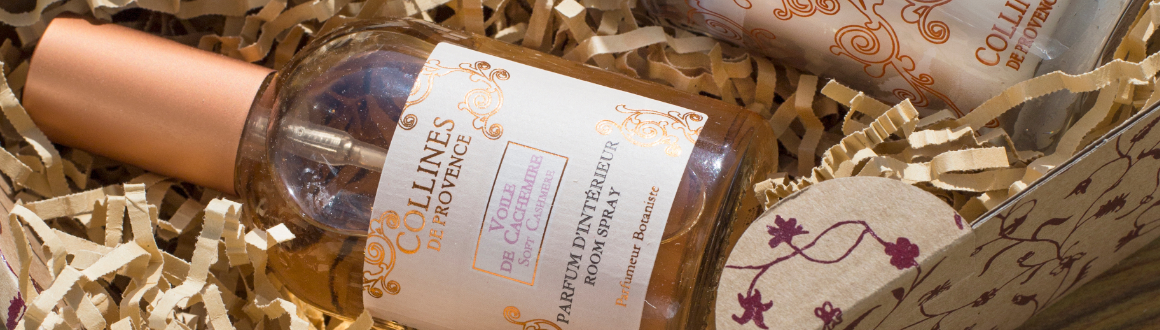 COLLINES
DE PROVENCE
VOILE
DE CACHEMIRE
SOFT CASHMERE
PARFUM D'INTÉRIEUR
ROOM SPRAY
Parfumeur Botaniste
COLLINES
DE PROVENCE